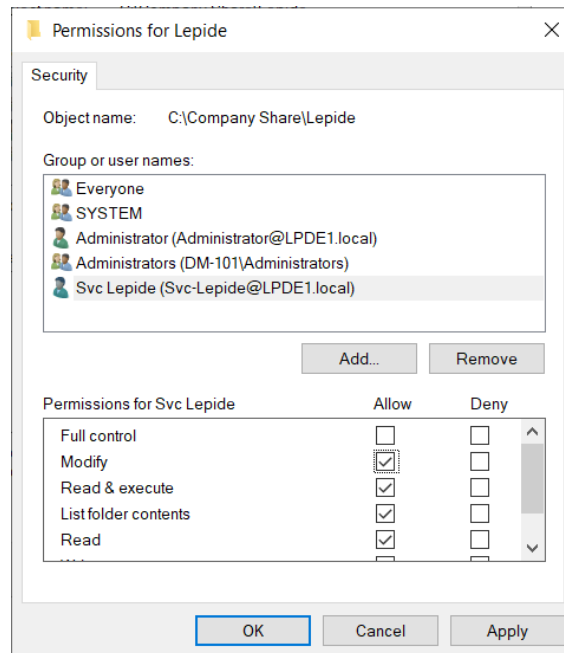 Permissions for Lepide
Security
Object name: C:\Company Share\Lepide
Group or user names:
Everyone
SYSTEM
Administrator (Administrator@LPDE1.local)
Administrators (DM-101\Administrators)
Svc Lepide (Svc-Lepide@LPDE1.local)
Add... Remove
Permissions for Svc Lepide Allow Deny
Full control
Modify
Read & execute
List folder contents
Read
OK Cancel Apply